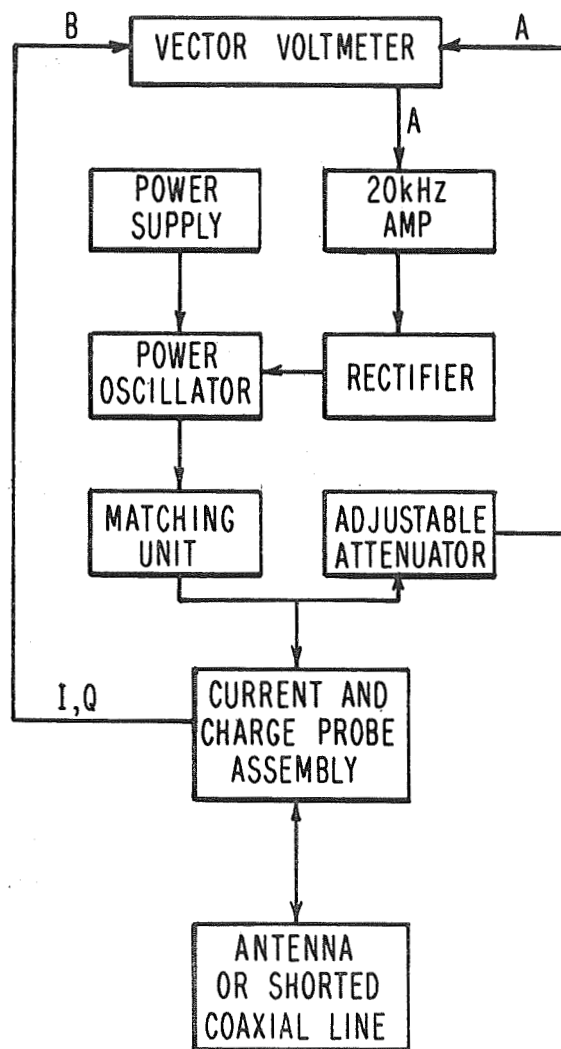 B
VECTOR VOLTMETER
A
A
POWER
SUPPLY
20kHz
AMP
POWER
OSCILLATOR
RECTIFIER
MATCHING
UNIT
ADJUSTABLE
ATTENUATOR
I,Q
CURRENT AND
CHARGE PROBE
ASSEMBLY
ANTENNA
OR SHORTED
COAXIAL LINE